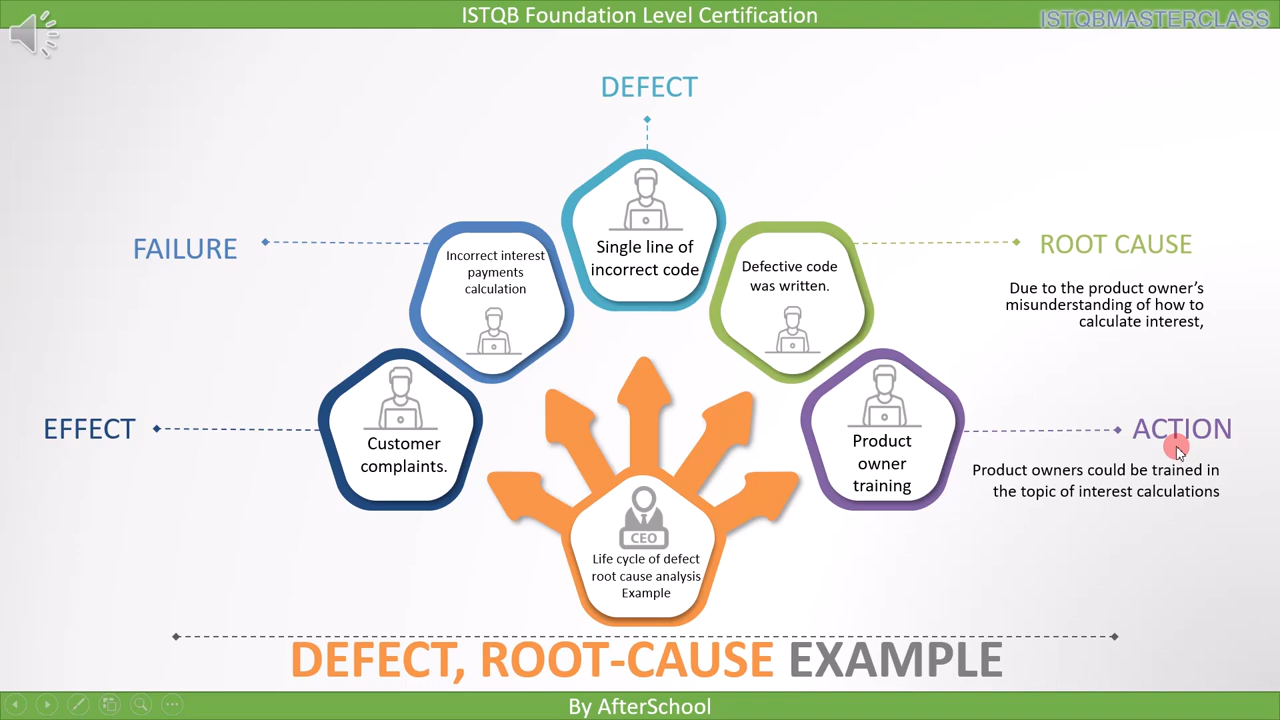 ISTQB Foundation Level Certification
ISTQBMASTERCLASS
DEFECT
Single line of
incorrect code
FAILURE
Incorrect interest
payments
calculation
Defective code
was written.
ROOT CAUSE
Due to the product owner's
misunderstanding of how to
calculate interest,
EFFECT
Customer
complaints.
Product
owner
training
ACTION
Product owners could be trained in
the topic of interest calculations
CEO
Life cycle of defect
root cause analysis
Example
DEFECT, ROOT-CAUSE EXAMPLE
By AfterSchool